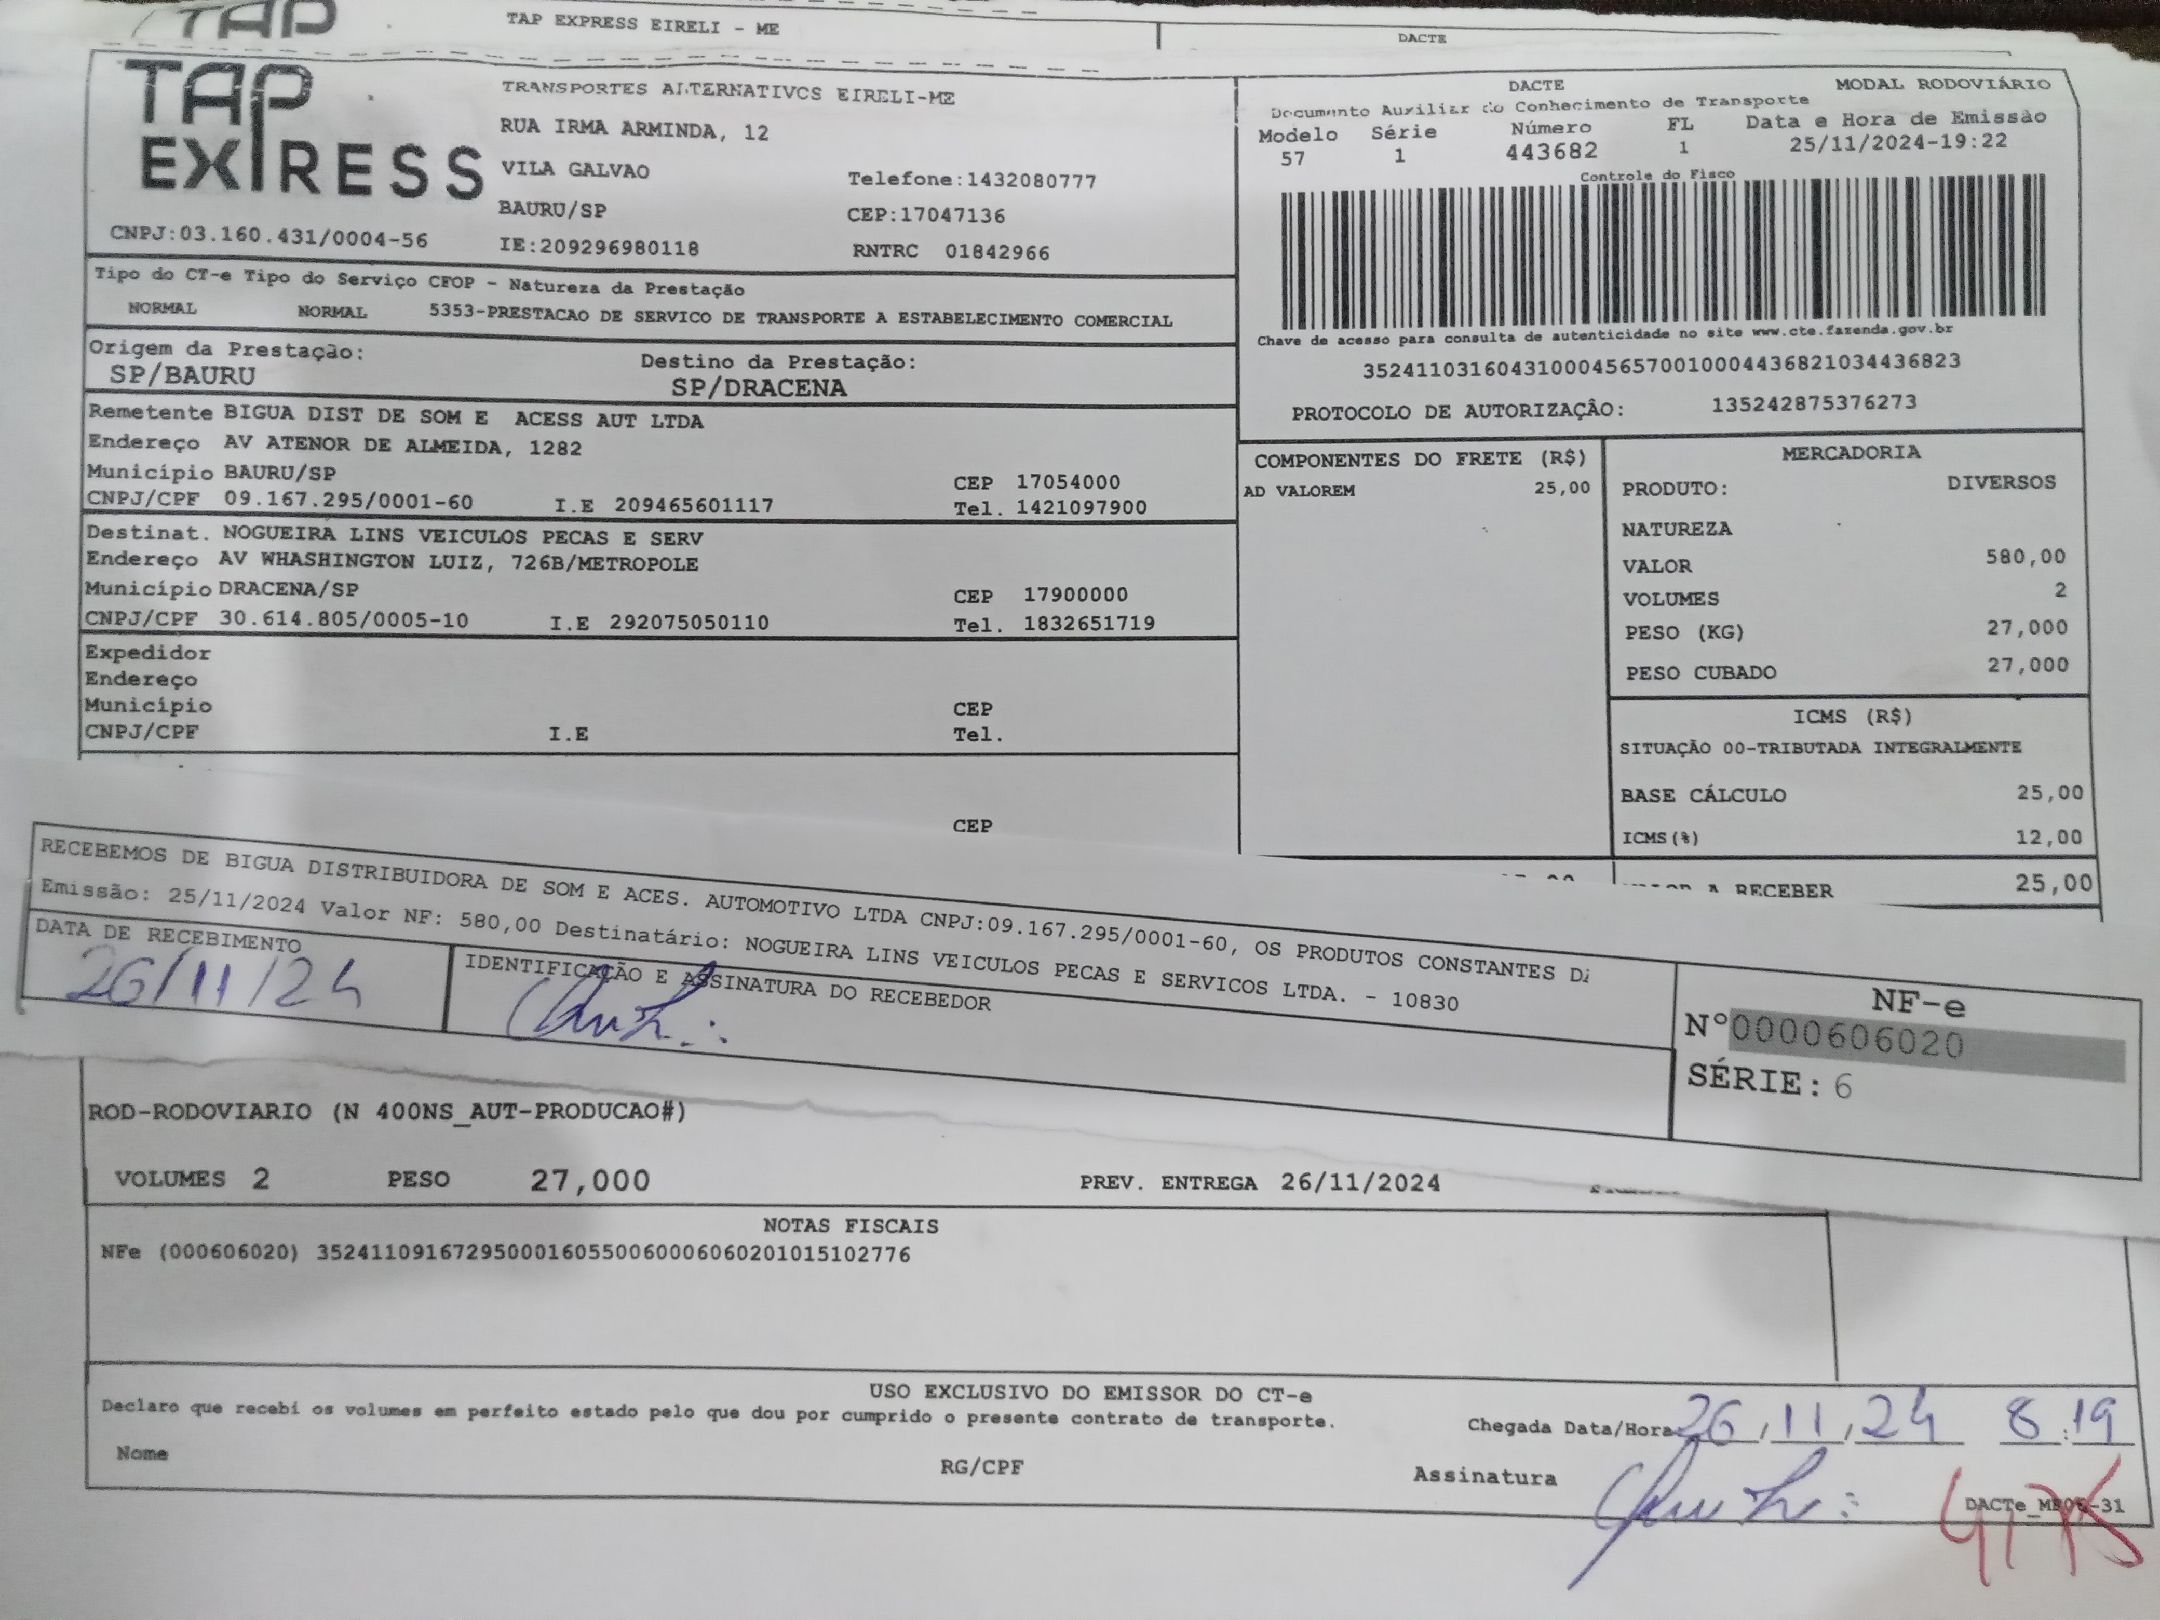 TAP
TAP EXPRESS EIRELI - ME
DACTE
TAP
EXPRESS
CNPJ:03.160.431/0004-56
TRANSPORTES ALTERNATIVOS EIRELI-ME
RUA IRMA ARMINDA, 12
VILA GALVAO
Telefone:1432080777
BAURU/SP
CEP:17047136
IE:209296980118
RNTRC 01842966
DACTE
MODAL RODOVIÁRIO
Documento Auxiliar do Conhecimento de Transporte
Modelo Série Número FL Data e Hora de Emissão
57 1 443682 1 25/11/2024-19:22
Controle do Fisco
Chave de acesso para consulta de autenticidade no site www.cte.fazenda.gov.br
35241103160431000456570010004436821034436823
PROTOCOLO DE AUTORIZAÇÃO: 135242875376273
Tipo do CT-e Tipo do Serviço CFOP - Natureza da Prestação
NORMAL NORMAL 5353-PRESTACAO DE SERVICO DE TRANSPORTE A ESTABELECIMENTO COMERCIAL
Origem da Prestação:
SP/BAURU
Destino da Prestação:
SP/DRACENA
Remetente BIGUA DIST DE SOM E ACESS AUT LTDA
Endereço AV ATENOR DE ALMEIDA, 1282
Município BAURU/SP CEP 17054000
CNPJ/CPF 09.167.295/0001-60 I.E 209465601117 Tel. 1421097900
Destinat. NOGUEIRA LINS VEICULOS PECAS E SERV
Endereço AV WHASHINGTON LUIZ, 726B/METROPOLE
Município DRACENA/SP CEP 17900000
CNPJ/CPF 30.614.805/0005-10 I.E 292075050110 Tel. 1832651719
Expedidor
Endereço
Município CEP
CNPJ/CPF I.E Tel.
CEP
COMPONENTES DO FRETE (R$)
AD VALOREM 25,00
MERCADORIA
PRODUTO: DIVERSOS
NATUREZA
VALOR 580,00
VOLUMES 2
PESO (KG) 27,000
PESO CUBADO 27,000
ICMS (R$)
SITUAÇÃO 00-TRIBUTADA INTEGRALMENTE
BASE CÁLCULO 25,00
ICMS(%) 12,00
A RECEBER 25,00
RECEBEMOS DE BIGUA DISTRIBUIDORA DE SOM E ACES. AUTOMOTIVO LTDA CNPJ:09.167.295/0001-60, OS PRODUTOS CONSTANTES DA
Emissão: 25/11/2024 Valor NF: 580,00 Destinatário: NOGUEIRA LINS VEICULOS PECAS E SERVICOS LTDA. - 10830
DATA DE RECEBIMENTO
26/11/24
IDENTIFICAÇÃO E ASSINATURA DO RECEBEDOR
NF-e
Nº0000606020
SÉRIE: 6
ROD-RODOVIARIO (N 400NS_AUT-PRODUCAO#)
VOLUMES 2 PESO 27,000 PREV. ENTREGA 26/11/2024
NOTAS FISCAIS
NFe (000606020) 35241109167295000160550060006060201015102776
USO EXCLUSIVO DO EMISSOR DO CT-e
Declaro que recebi os volumes em perfeito estado pelo que dou por cumprido o presente contrato de transporte.
Chegada Data/Hora 26/11/24 8:19
Nome
RG/CPF
Assinatura